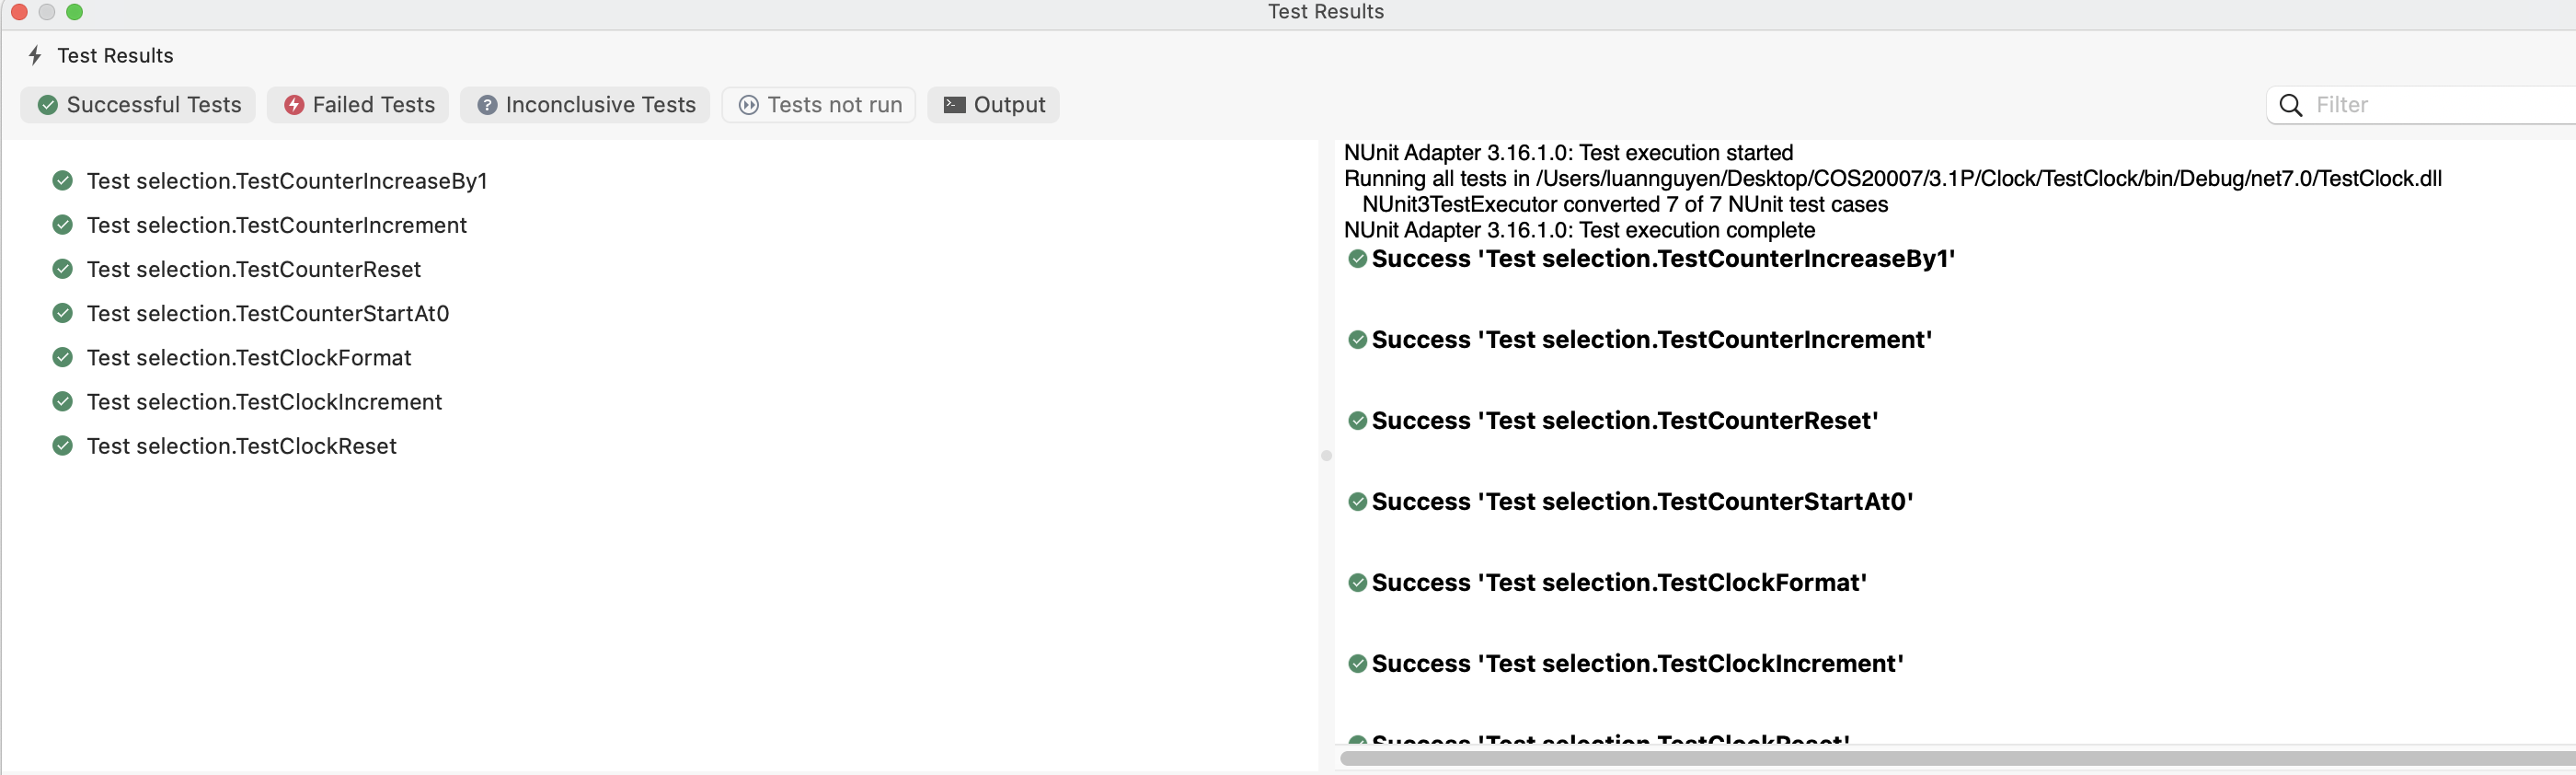 Test Results
Test Results
Successful Tests Failed Tests Inconclusive Tests Tests not run Output Filter
Test selection.TestCounterIncreaseBy1
Test selection.TestCounterIncrement
Test selection.TestCounterReset
Test selection.TestCounterStartAt0
Test selection.TestClockFormat
Test selection.TestClockIncrement
Test selection.TestClockReset
NUnit Adapter 3.16.1.0: Test execution started
Running all tests in /Users/luannguyen/Desktop/COS20007/3.1P/Clock/TestClock/bin/Debug/net7.0/TestClock.dll
NUnit3TestExecutor converted 7 of 7 NUnit test cases
NUnit Adapter 3.16.1.0: Test execution complete
Success 'Test selection.TestCounterIncreaseBy1'
Success 'Test selection.TestCounterIncrement'
Success 'Test selection.TestCounterReset'
Success 'Test selection.TestCounterStartAt0'
Success 'Test selection.TestClockFormat'
Success 'Test selection.TestClockIncrement'
Success 'Test selection.TestClockReset'